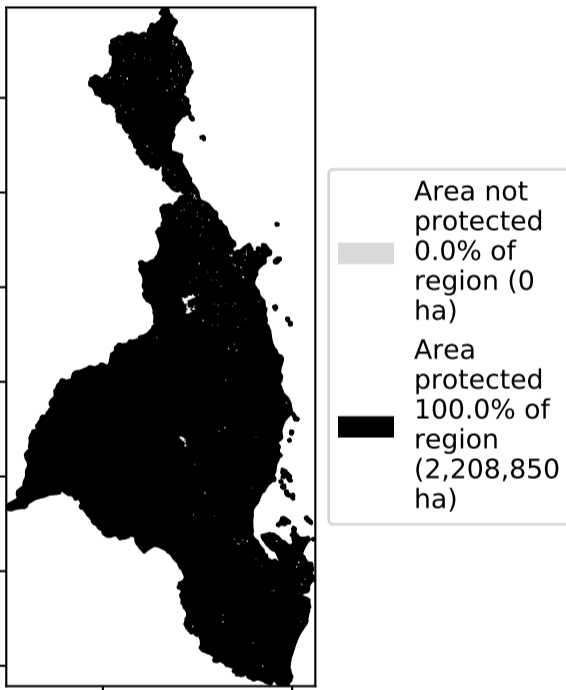 Area not
protected
0.0% of
region (0
ha)
Area
protected
100.0% of
region
(2,208,850
ha)